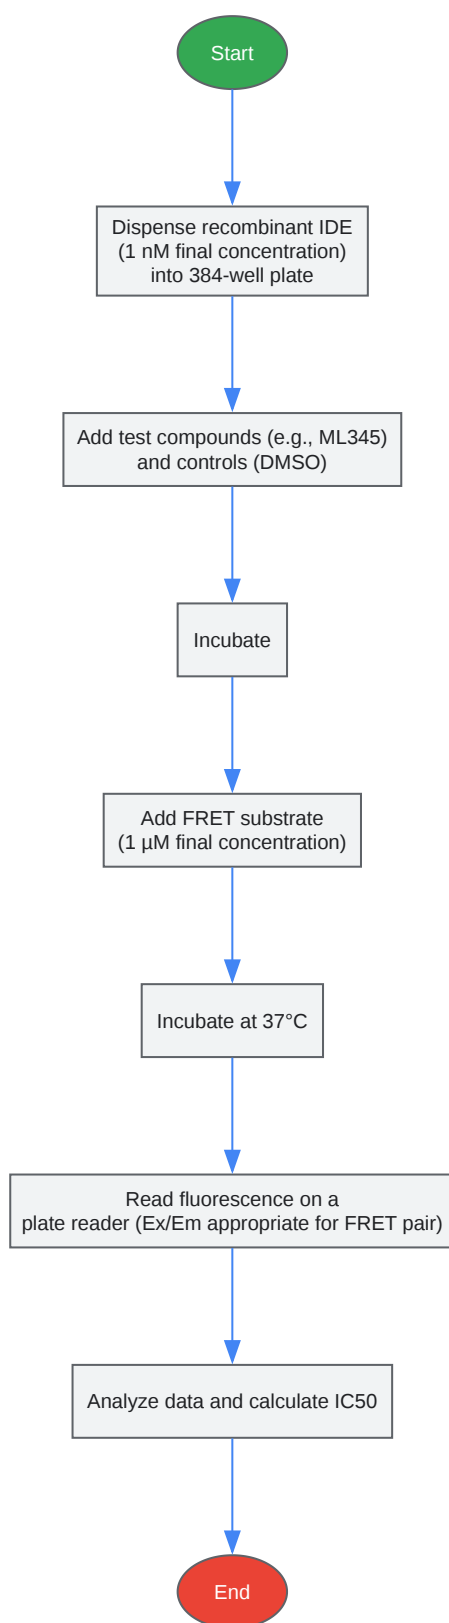 Start
Dispense recombinant IDE
(1 nM final concentration)
into 384-well plate
Add test compounds (e.g., ML345)
and controls (DMSO)
Incubate
Add FRET substrate
(1 µM final concentration)
Incubate at 37°C
Read fluorescence on a
plate reader (Ex/Em appropriate for FRET pair)
Analyze data and calculate IC50
End